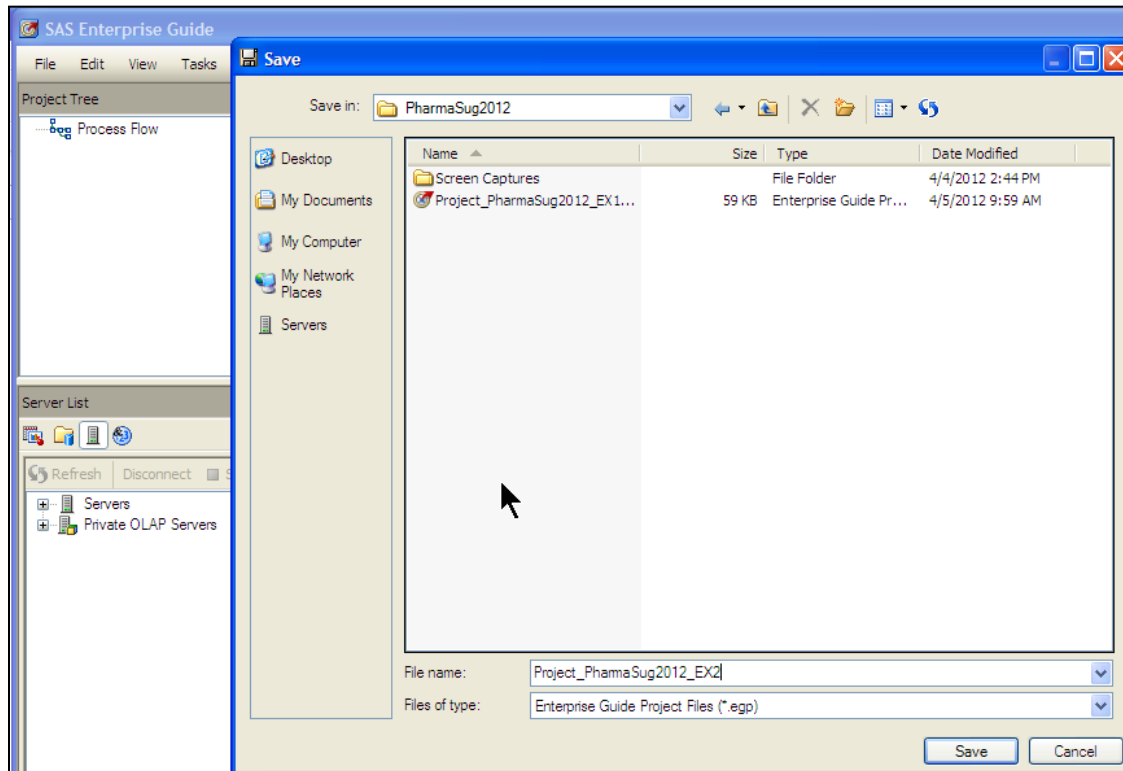 SAS Enterprise Guide
File Edit View Tasks
Project Tree
Process Flow
Server List
Refresh Disconnect S
Servers
Private OLAP Servers
Save
Save in: PharmaSug2012
Desktop
My Documents
My Computer
My Network
Places
Servers
Name Size Type Date Modified
Screen Captures File Folder 4/4/2012 2:44 PM
Project_PharmaSug2012_EX1... 59 KB Enterprise Guide Pr... 4/5/2012 9:59 AM
File name: Project_PharmaSug2012_EX2
Files of type: Enterprise Guide Project Files (*.egp)
Save Cancel